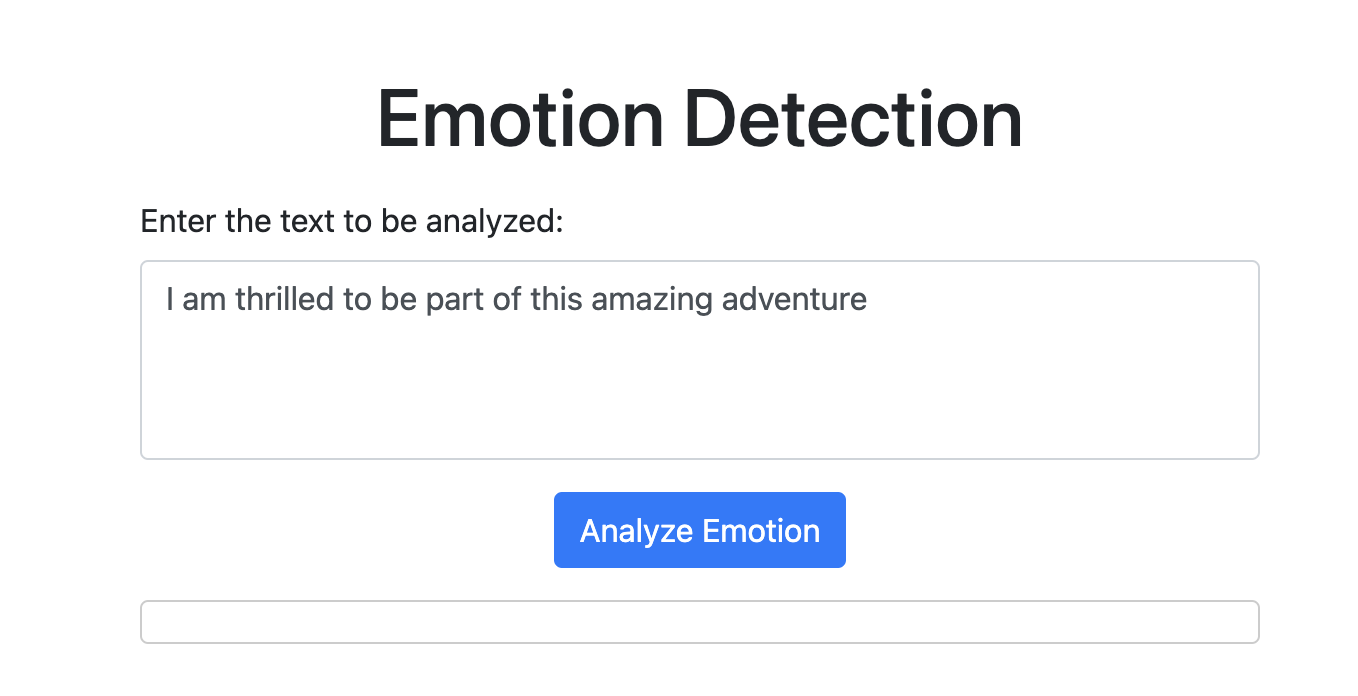 Emotion Detection
Enter the text to be analyzed:
I am thrilled to be part of this amazing adventure
Analyze Emotion